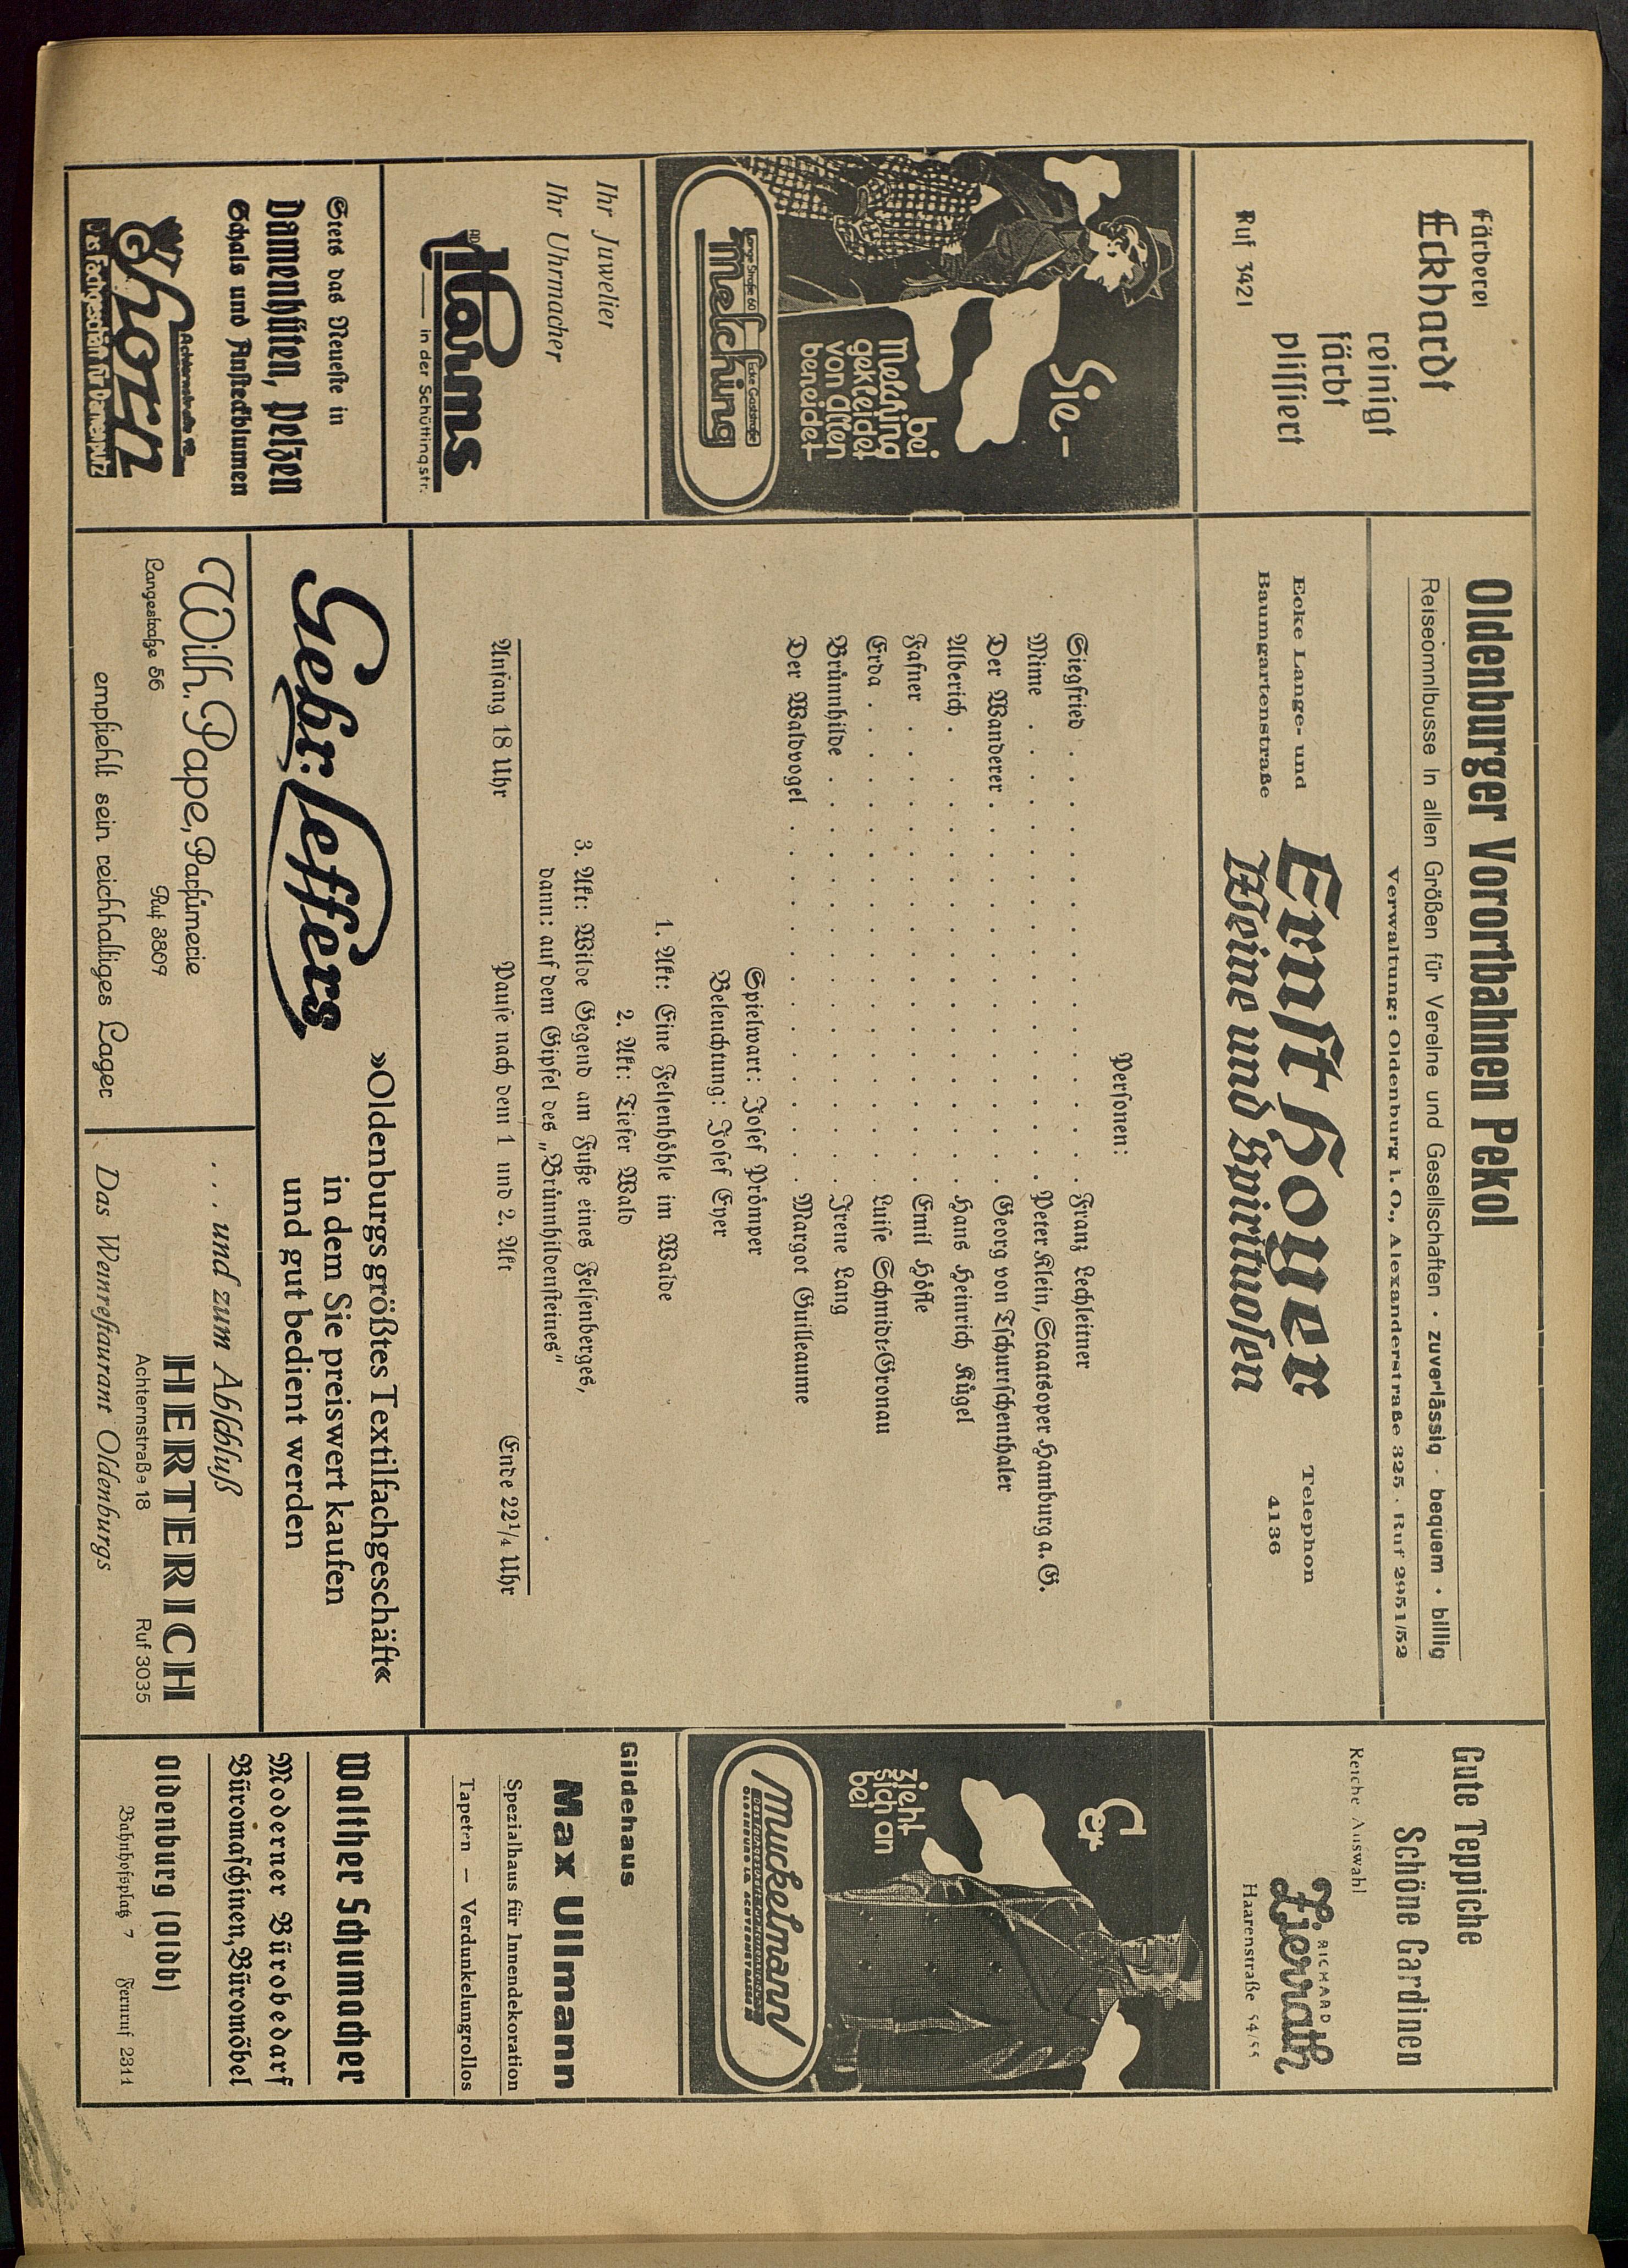 Färberei
Eckhardt
reinigt
färbt
plissiert
Ruf 3421
Sie-
bei
melching
gekleidet
von allen
beneidet
Lange Straße 60
Ecke Gaststraße
melching
Ihr Juwelier
Ihr Uhrmacher
Harms
in der Schüttingstr.
Stets das Neueste in
Damenhüten, Pelzen
Schals und Ansteckblumen
Horn
Das Fachgeschäft für Damenputz
Oldenburger Vorortbahnen Pekol
Reiseomnibusse in allen Größen für Vereine und Gesellschaften · zuverlässig · bequem · billig
Verwaltung: Oldenburg i. O., Alexanderstraße 325 · Ruf 2951/52
Ecke Lange- und
Baumgartenstraße
Ernst Hoyer
Weine und Spirituosen
Telephon
4136
Personen:
Siegfried . . . . . . . . . . . . . . . Franz Lechleitner
Mime . . . . . . . . . . . . . . . Peter Klein, Staatsoper Hamburg a. G.
Der Wanderer . . . . . . . . . . . . . . . Georg von Tschurtschenthaler
Alberich . . . . . . . . . . . . . . . Hans Heinrich Kügel
Fafner . . . . . . . . . . . . . . . Emil Höfle
Erda . . . . . . . . . . . . . . . Luise Schmidt-Gronau
Brünnhilde . . . . . . . . . . . . . . . Irene Lang
Der Waldvogel . . . . . . . . . . . . . . . Margot Guilleaume
Spielwart: Josef Prömper
Beleuchtung: Josef Eyer
1. Akt: Eine Felsenhöhle im Walde
2. Akt: Tiefer Wald
3. Akt: Wilde Gegend am Fuße eines Felsenberges,
dann: auf dem Gipfel des „Brünnhildensteines“
Anfang 18 Uhr Pause nach dem 1 und 2. Akt Ende 22¼ Uhr
Gebr. Leffers
»Oldenburgs größtes Textilfachgeschäft«
in dem Sie preiswert kaufen
und gut bedient werden
Wilh. Pape, Parfümerie
Langestraße 56 Ruf 3809
empfiehlt sein reichhaltiges Lager
. . . und zum Abschluß
HERTERICH
Achternstraße 18 Ruf 3035
Das Weinrestaurant Oldenburgs
Gute Teppiche
Schöne Gardinen
Reiche Auswahl
RICHARD
Lierath
Haarenstraße 54/55
Er
zieht
sich an
bei
muckelmann
Gildehaus
Max Ullmann
Spezialhaus für Innendekoration
Tapeten — Verdunkelungrollos
Walther Schumacher
Moderner Bürobedarf
Büromaschinen, Büromöbel
Oldenburg (Oldb)
Bahnhofsplatz 7 Fernruf 2311